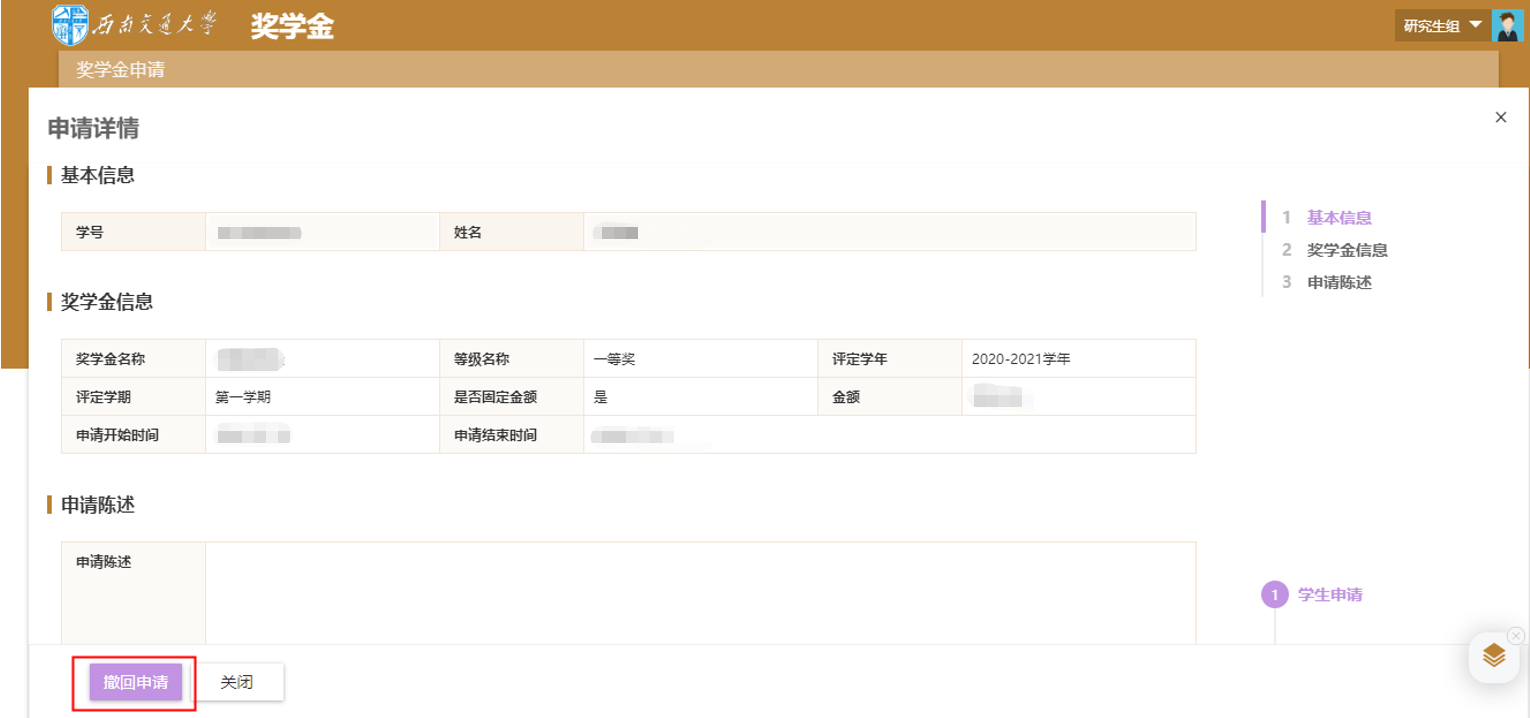 西南交通大学 奖学金
研究生组
奖学金申请
申请详情
×
基本信息
学号 姓名
1 基本信息
2 奖学金信息
3 申请陈述
奖学金信息
奖学金名称 等级名称 一等奖 评定学年 2020-2021学年
评定学期 第一学期 是否固定金额 是 金额
申请开始时间 申请结束时间
申请陈述
申请陈述
1 学生申请
撤回申请 关闭